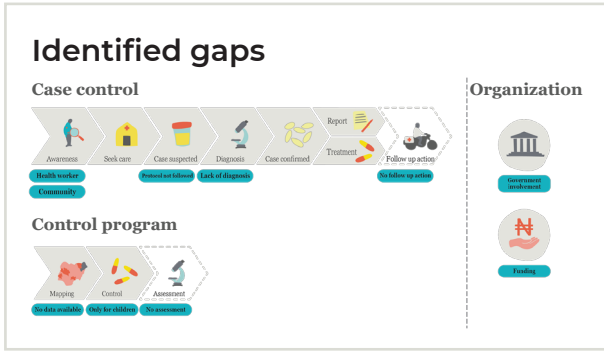 Identified gaps
Case control
Awareness
Seek care
Case suspected
Diagnosis
Case confirmed
Report
Treatment
Follow up action
Health worker
Community
Protocol not followed
Lack of diagnosis
No follow up action
Control program
Mapping
Control
Assessment
No data available
Only for children
No assessment
Organization
Government
involvement
₦
Funding